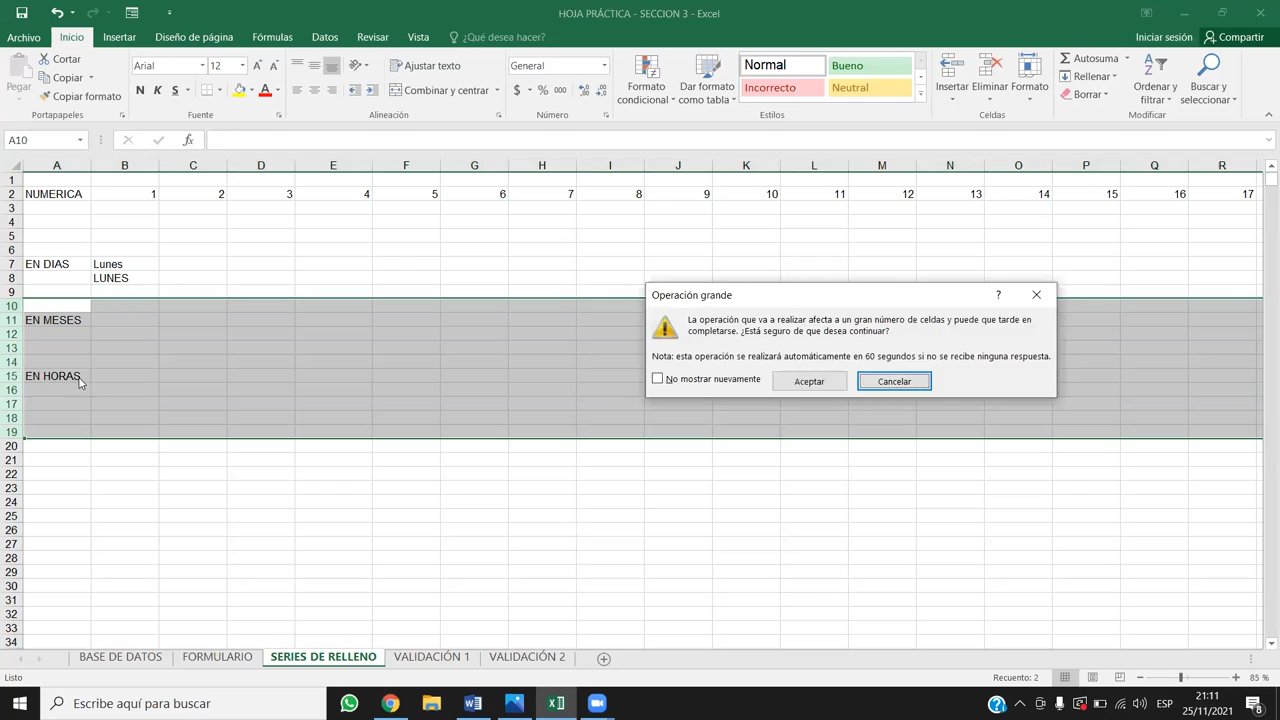 HOJA PRÁCTICA - SECCION 3 - Excel
Archivo Inicio Insertar Diseño de página Fórmulas Datos Revisar Vista ¿Qué desea hacer? Iniciar sesión Compartir
Pegar
Cortar
Copiar
Copiar formato
Portapapeles
Arial 12
N K S
Fuente
Ajustar texto
Combinar y centrar
Alineación
General
$ % 000
Número
Formato condicional
Dar formato como tabla
Normal Bueno
Incorrecto Neutral
Estilos
Insertar Eliminar Formato
Celdas
Autosuma
Rellenar
Borrar
Ordenar y filtrar
Buscar y seleccionar
Modificar
A10 fx
A B C D E F G H I J K L M N O P Q R
1
2 NUMERICA 1 2 3 4 5 6 7 8 9 10 11 12 13 14 15 16 17
3
4
5
6
7 EN DIAS Lunes
8 LUNES
9
10
11 EN MESES
12
13
14
15 EN HORAS
16
17
18
19
20
21
22
23
24
25
26
27
28
29
30
31
32
33
34
Operación grande ?
La operación que va a realizar afecta a un gran número de celdas y puede que tarde en
completarse. ¿Está seguro de que desea continuar?
Nota: esta operación se realizará automáticamente en 60 segundos si no se recibe ninguna respuesta.
No mostrar nuevamente Aceptar Cancelar
BASE DE DATOS FORMULARIO SERIES DE RELLENO VALIDACIÓN 1 VALIDACIÓN 2
Listo Recuento: 2 85 %
Escribe aquí para buscar ESP 21:11
25/11/2021 8